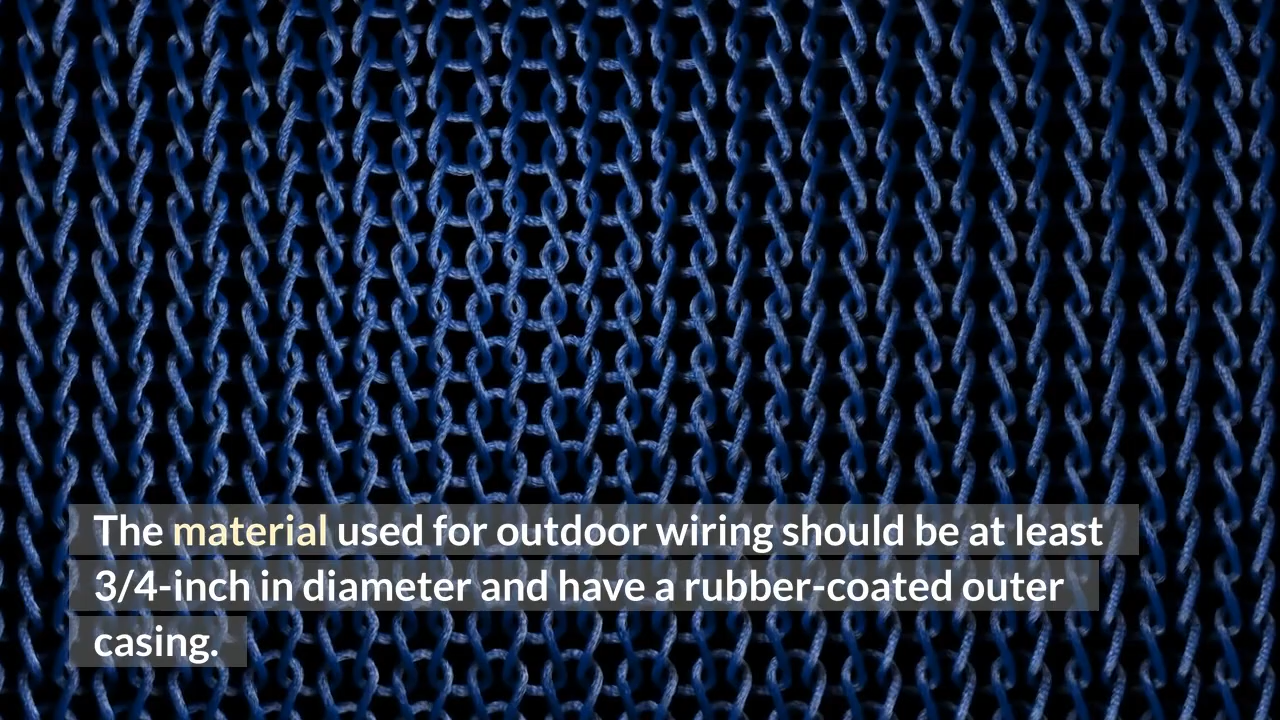 The material used for outdoor wiring should be at least
3/4-inch in diameter and have a rubber-coated outer
casing.